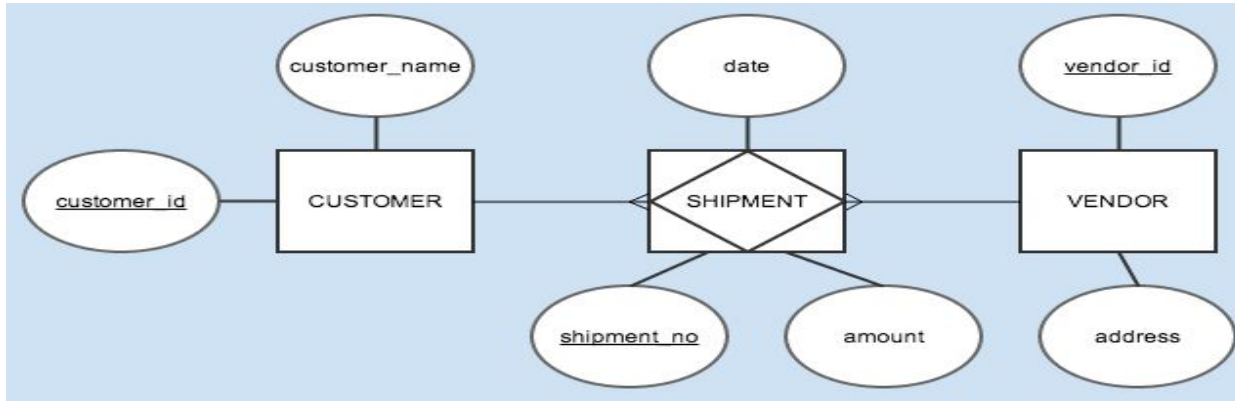 customer_name
date
vendor_id
customer_id
CUSTOMER
SHIPMENT
VENDOR
shipment_no
amount
address